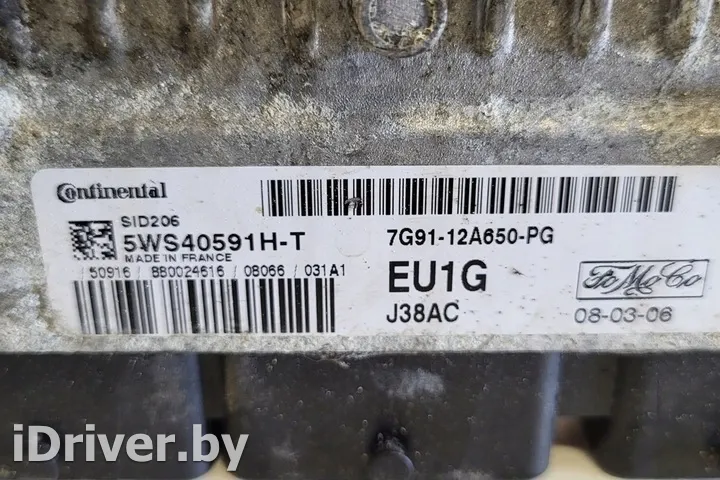 Continental
SID206
5WS40591H-T
MADE IN FRANCE
50916 / BB0024616 / 08066 / 031A1
7G91-12A650-PG
EU1G
J38AC
FoMoCo
08-03-06
iDriver.by